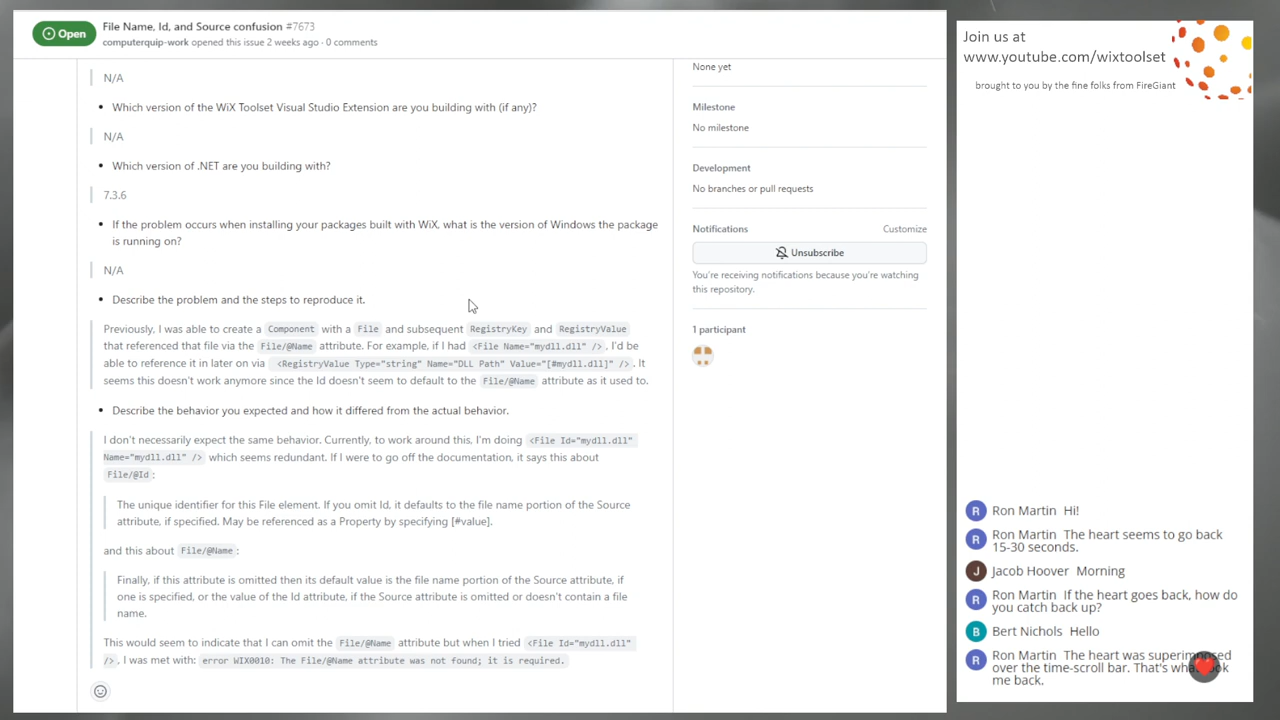 Open
File Name, Id, and Source confusion #7673
computerquip-work opened this issue 2 weeks ago · 0 comments
N/A
• Which version of the WiX Toolset Visual Studio Extension are you building with (if any)?
N/A
• Which version of .NET are you building with?
7.3.6
• If the problem occurs when installing your packages built with WiX, what is the version of Windows the package
is running on?
N/A
• Describe the problem and the steps to reproduce it.
Previously, I was able to create a Component with a File and subsequent RegistryKey and RegistryValue
that referenced that file via the File/@Name attribute. For example, if I had <File Name="mydll.dll" />, I'd be
able to reference it in later on via <RegistryValue Type="string" Name="DLL Path" Value="[#mydll.dll]" />. It
seems this doesn't work anymore since the Id doesn't seem to default to the File/@Name attribute as it used to.
• Describe the behavior you expected and how it differed from the actual behavior.
I don't necessarily expect the same behavior. Currently, to work around this, I'm doing <File Id="mydll.dll"
Name="mydll.dll" /> which seems redundant. If I were to go off the documentation, it says this about
File/@Id:
The unique identifier for this File element. If you omit Id, it defaults to the file name portion of the Source
attribute, if specified. May be referenced as a Property by specifying [#value].
and this about File/@Name:
Finally, if this attribute is omitted then its default value is the file name portion of the Source attribute, if
one is specified, or the value of the Id attribute, if the Source attribute is omitted or doesn't contain a file
name.
This would seem to indicate that I can omit the File/@Name attribute but when I tried <File Id="mydll.dll"
/>. I was met with: error WIX0010: The File/@Name attribute was not found; it is required.
None yet
Milestone
No milestone
Development
No branches or pull requests
Notifications
Customize
Unsubscribe
You're receiving notifications because you're watching
this repository.
1 participant
Join us at
www.youtube.com/wixtoolset
brought to you by the fine folks from FireGiant
R Ron Martin Hi!
R Ron Martin The heart seems to go back
15-30 seconds.
J Jacob Hoover Morning
R Ron Martin If the heart goes back, how do
you catch back up?
B Bert Nichols Hello
R Ron Martin The heart was superimposed
over the time-scroll bar. That's what took
me back.